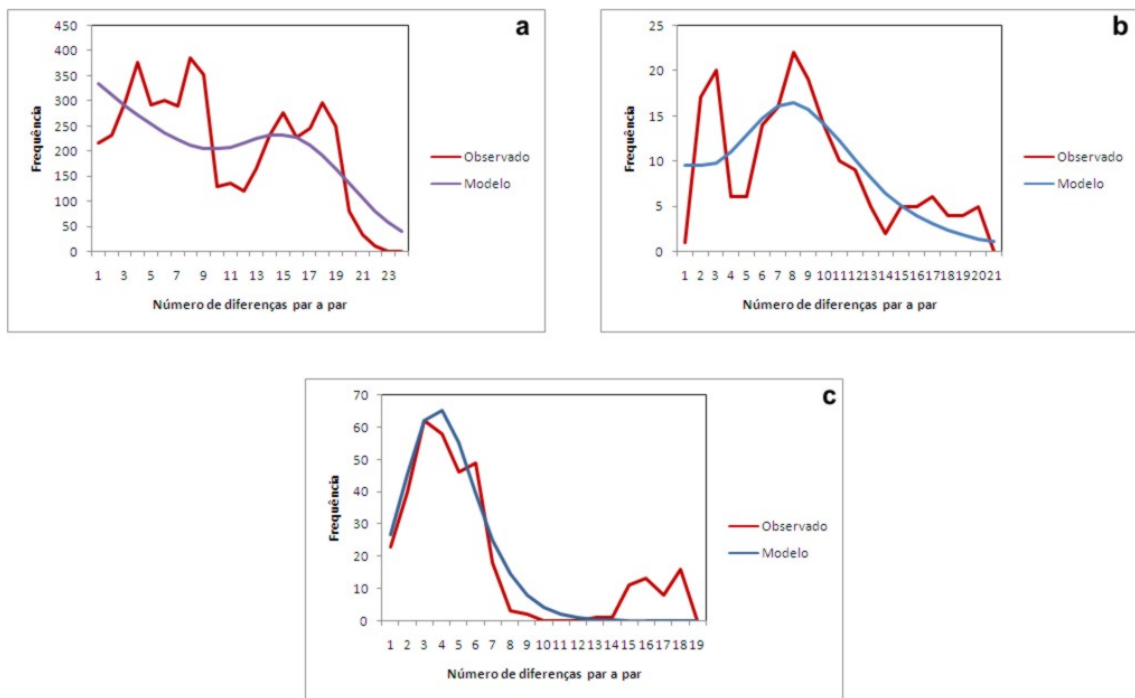 a
450
400
350
300
250
200
150
100
50
0
Frequência
1 3 5 7 9 11 13 15 17 19 21 23
Número de diferenças par a par
Observado
Modelo
b
25
20
15
10
5
0
Frequência
1 2 3 4 5 6 7 8 9 10 11 12 13 14 15 16 17 18 19 20 21
Número de diferenças par a par
Observado
Modelo
c
70
60
50
40
30
20
10
0
Frequência
1 2 3 4 5 6 7 8 9 10 11 12 13 14 15 16 17 18 19
Número de diferenças par a par
Observado
Modelo